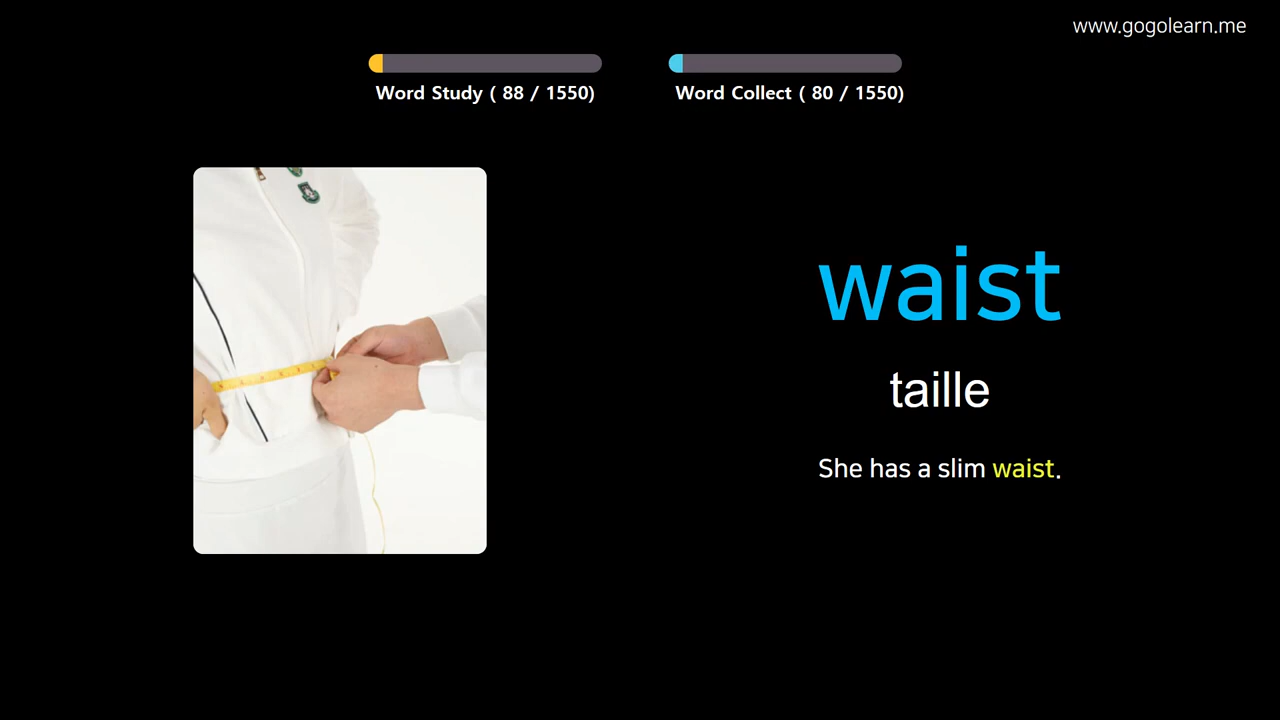 www.gogolearn.me
Word Study ( 88 / 1550)
Word Collect ( 80 / 1550)
waist
taille
She has a slim waist.